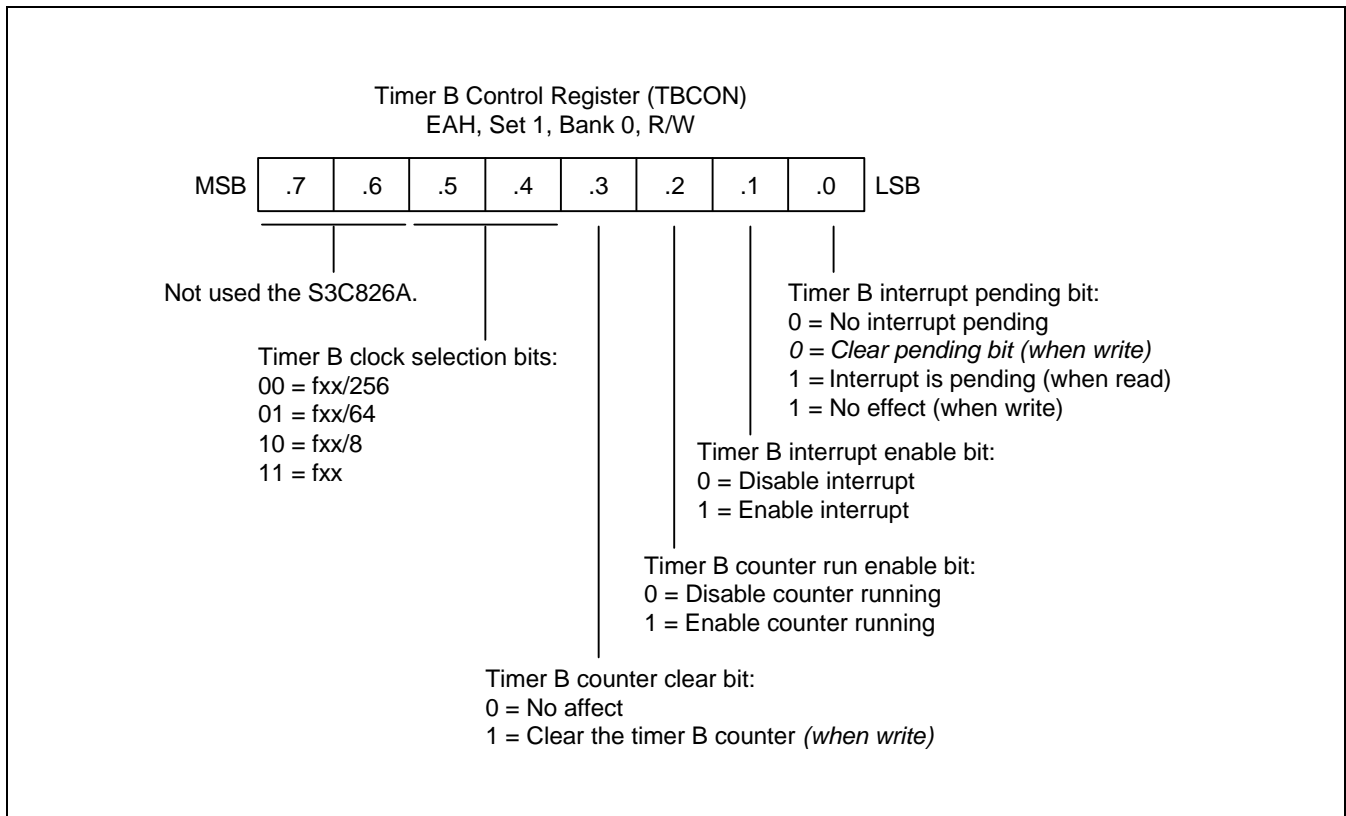 Timer B Control Register (TBCON)
EAH, Set 1, Bank 0, R/W
MSB .7 .6 .5 .4 .3 .2 .1 .0 LSB
Not used the S3C826A.
Timer B clock selection bits:
00 = fxx/256
01 = fxx/64
10 = fxx/8
11 = fxx
Timer B interrupt pending bit:
0 = No interrupt pending
0 = Clear pending bit (when write)
1 = Interrupt is pending (when read)
1 = No effect (when write)
Timer B interrupt enable bit:
0 = Disable interrupt
1 = Enable interrupt
Timer B counter run enable bit:
0 = Disable counter running
1 = Enable counter running
Timer B counter clear bit:
0 = No affect
1 = Clear the timer B counter (when write)